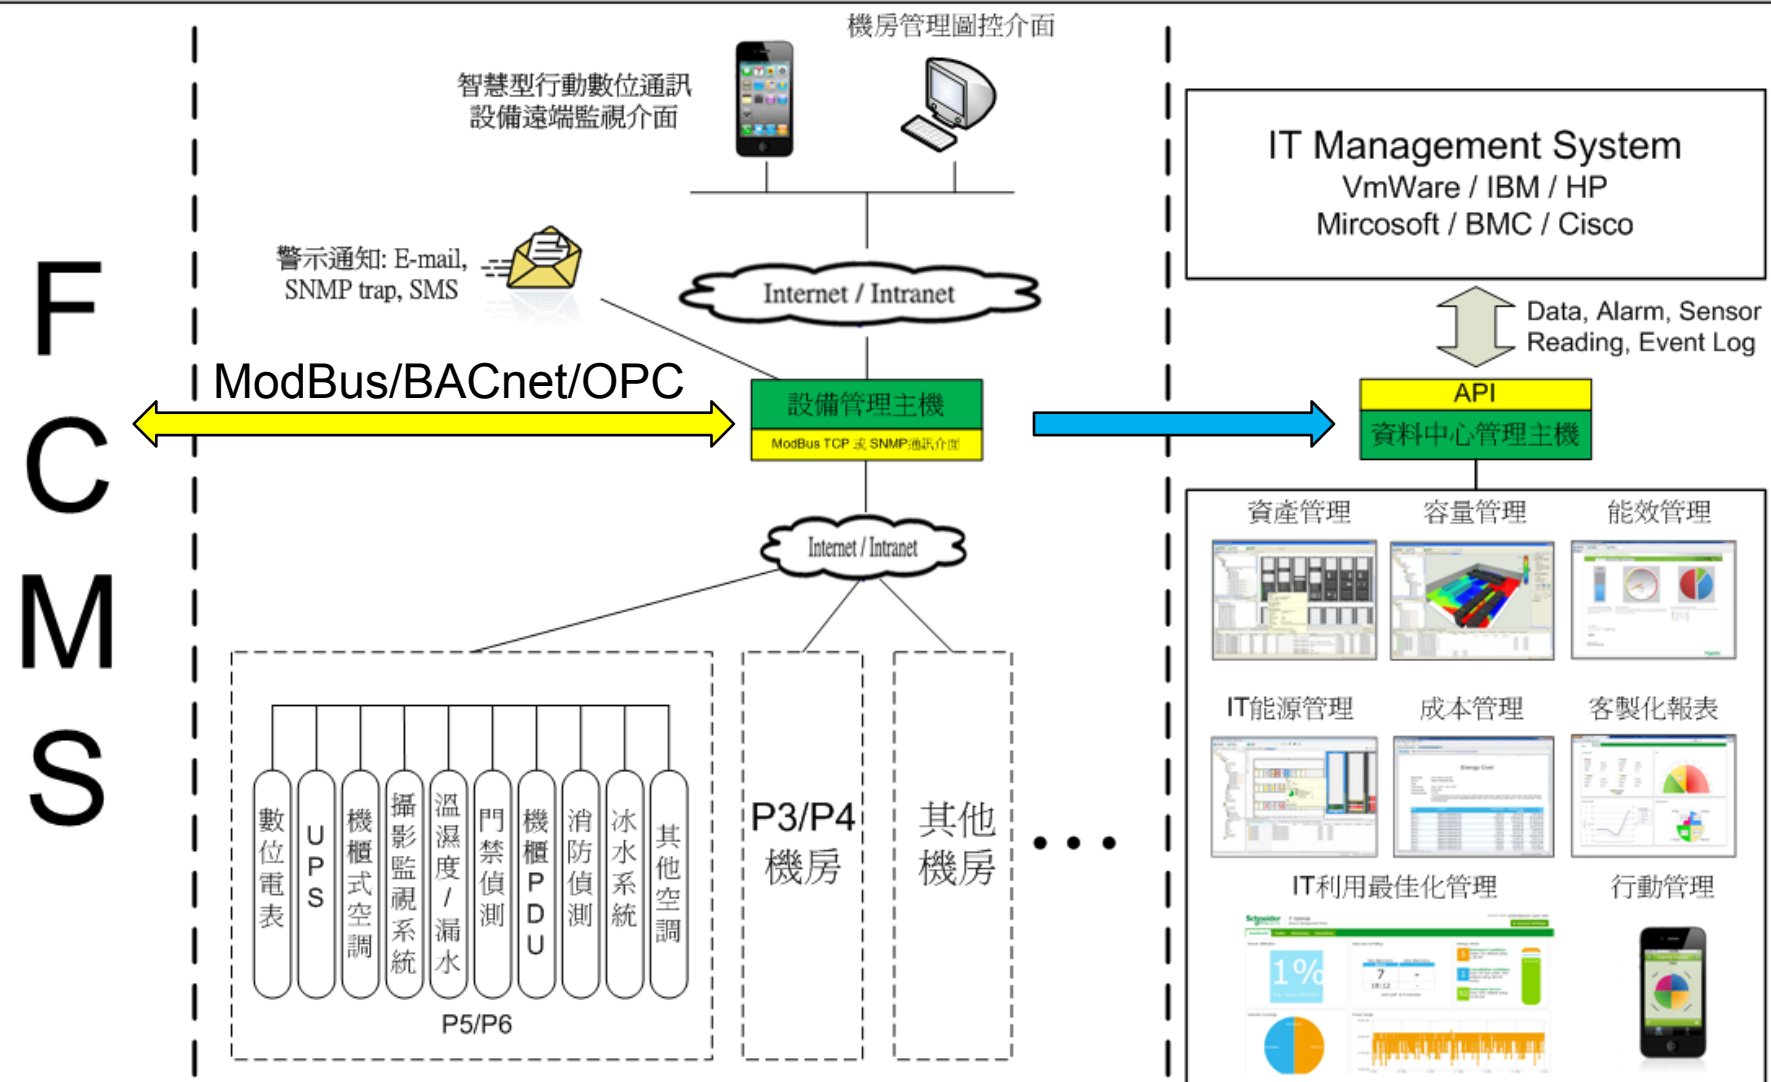 F
C
M
S
機房管理圖控介面
智慧型行動數位通訊
設備遠端監視介面
警示通知: E-mail,
SNMP trap, SMS
Internet / Intranet
ModBus/BACnet/OPC
設備管理主機
ModBus TCP 或 SNMP通訊介面
Internet / Intranet
數位電表
UPS
機櫃式空調
攝影監視系統
溫濕度/漏水
門禁偵測
機櫃PDU
消防偵測
冰水系統
其他空調
P5/P6
P3/P4
機房
其他
機房
IT Management System
VmWare / IBM / HP
Mircosoft / BMC / Cisco
Data, Alarm, Sensor
Reading, Event Log
API
資料中心管理主機
資產管理
容量管理
能效管理
IT能源管理
成本管理
客製化報表
Energy Cost
IT利用最佳化管理
行動管理
Schneider
1%
7
18:12
5
1